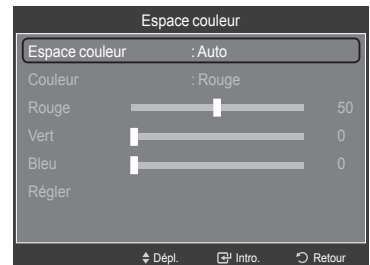 Espace couleur
Espace couleur : Auto
Couleur : Rouge
Rouge 50
Vert 0
Bleu 0
Régler
Dépl. Intro. Retour